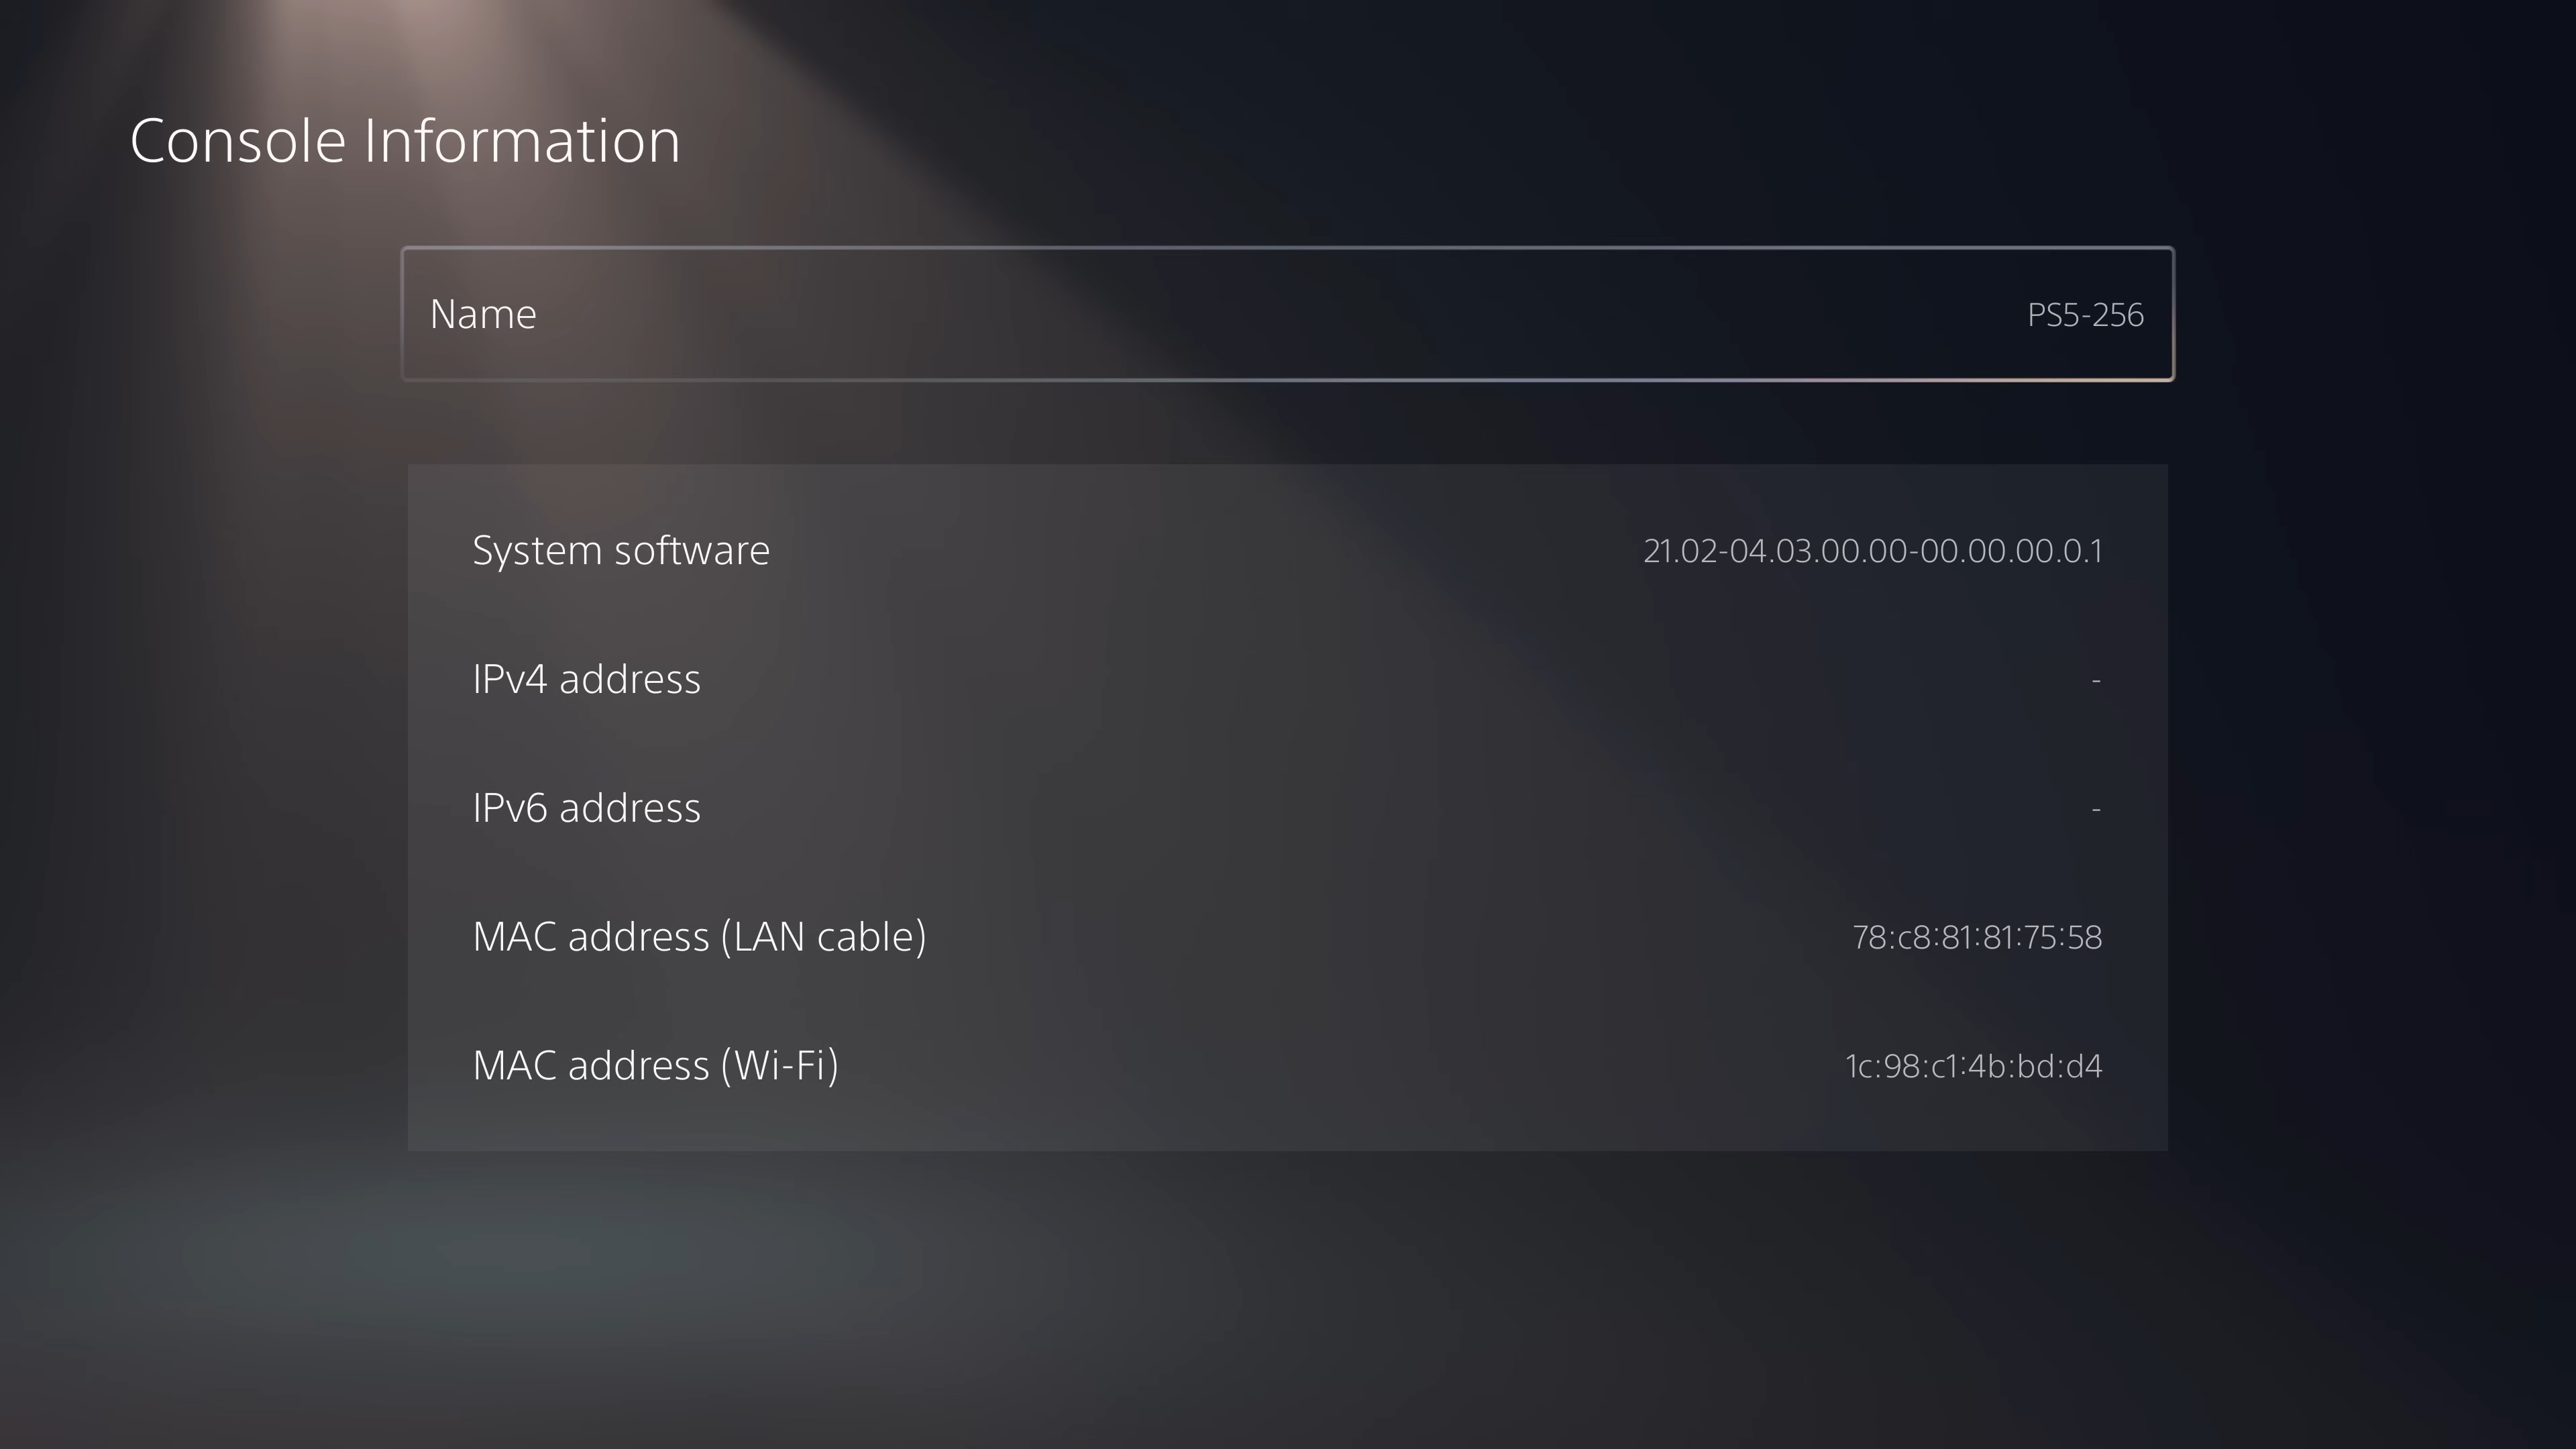 Console Information
Name PS5-256
System software 21.02-04.03.00.00-00.00.00.0.1
IPv4 address -
IPv6 address -
MAC address (LAN cable) 78:c8:81:81:75:58
MAC address (Wi-Fi) 1c:98:c1:4b:bd:d4